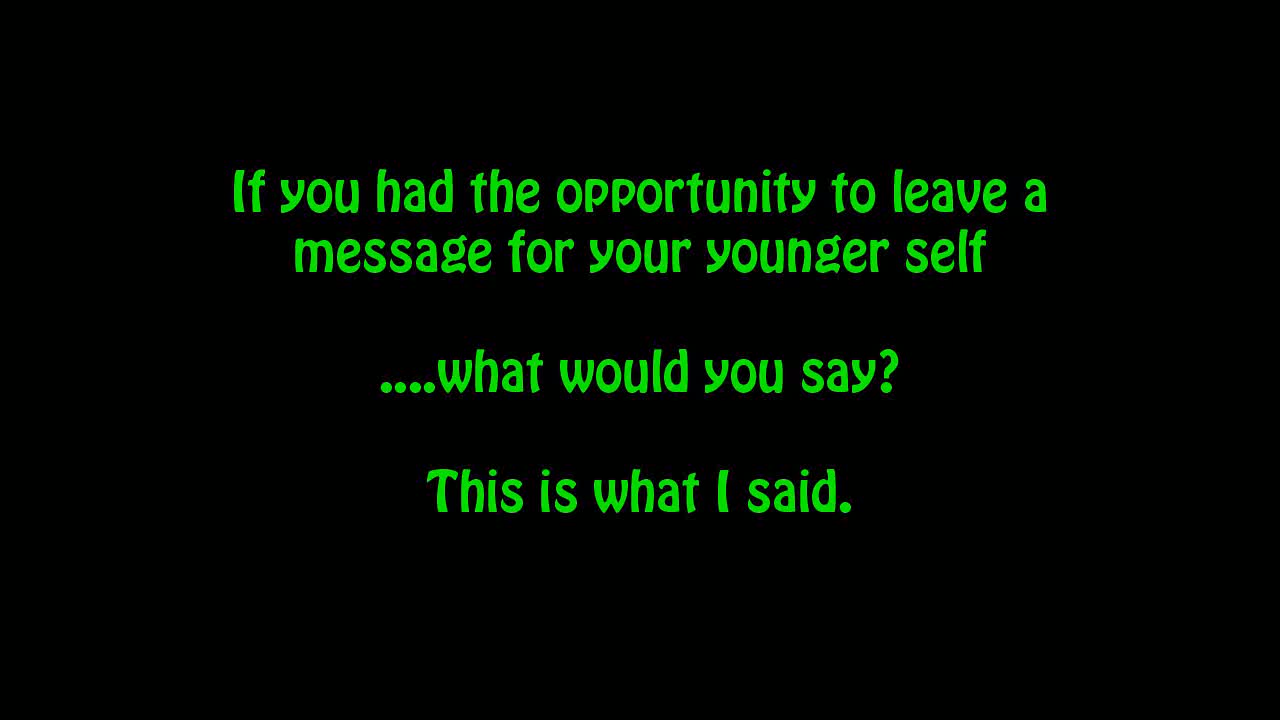 If you had the opportunity to leave a
message for your younger self
....what would you say?
This is what I said.